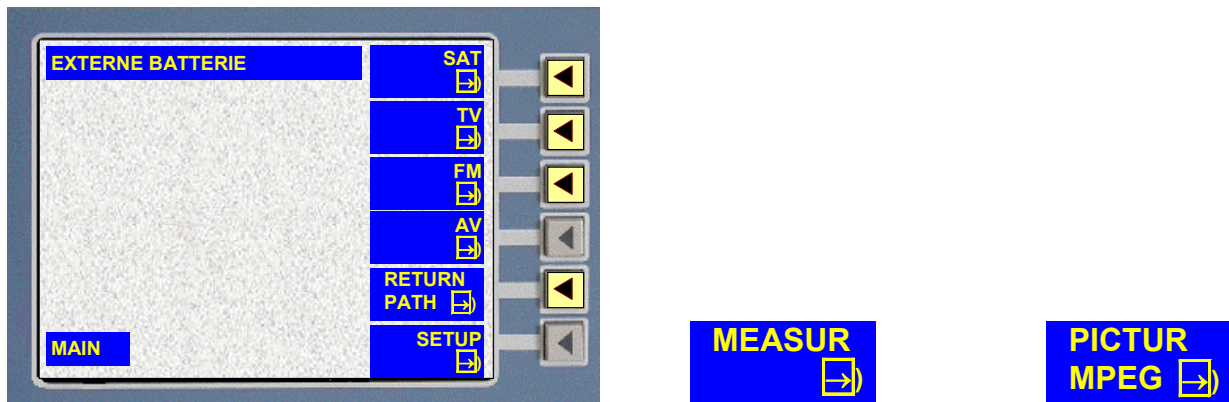 EXTERNE BATTERIE
SAT
TV
FM
AV
RETURN
PATH
SETUP
MAIN
MEASUR
PICTUR
MPEG